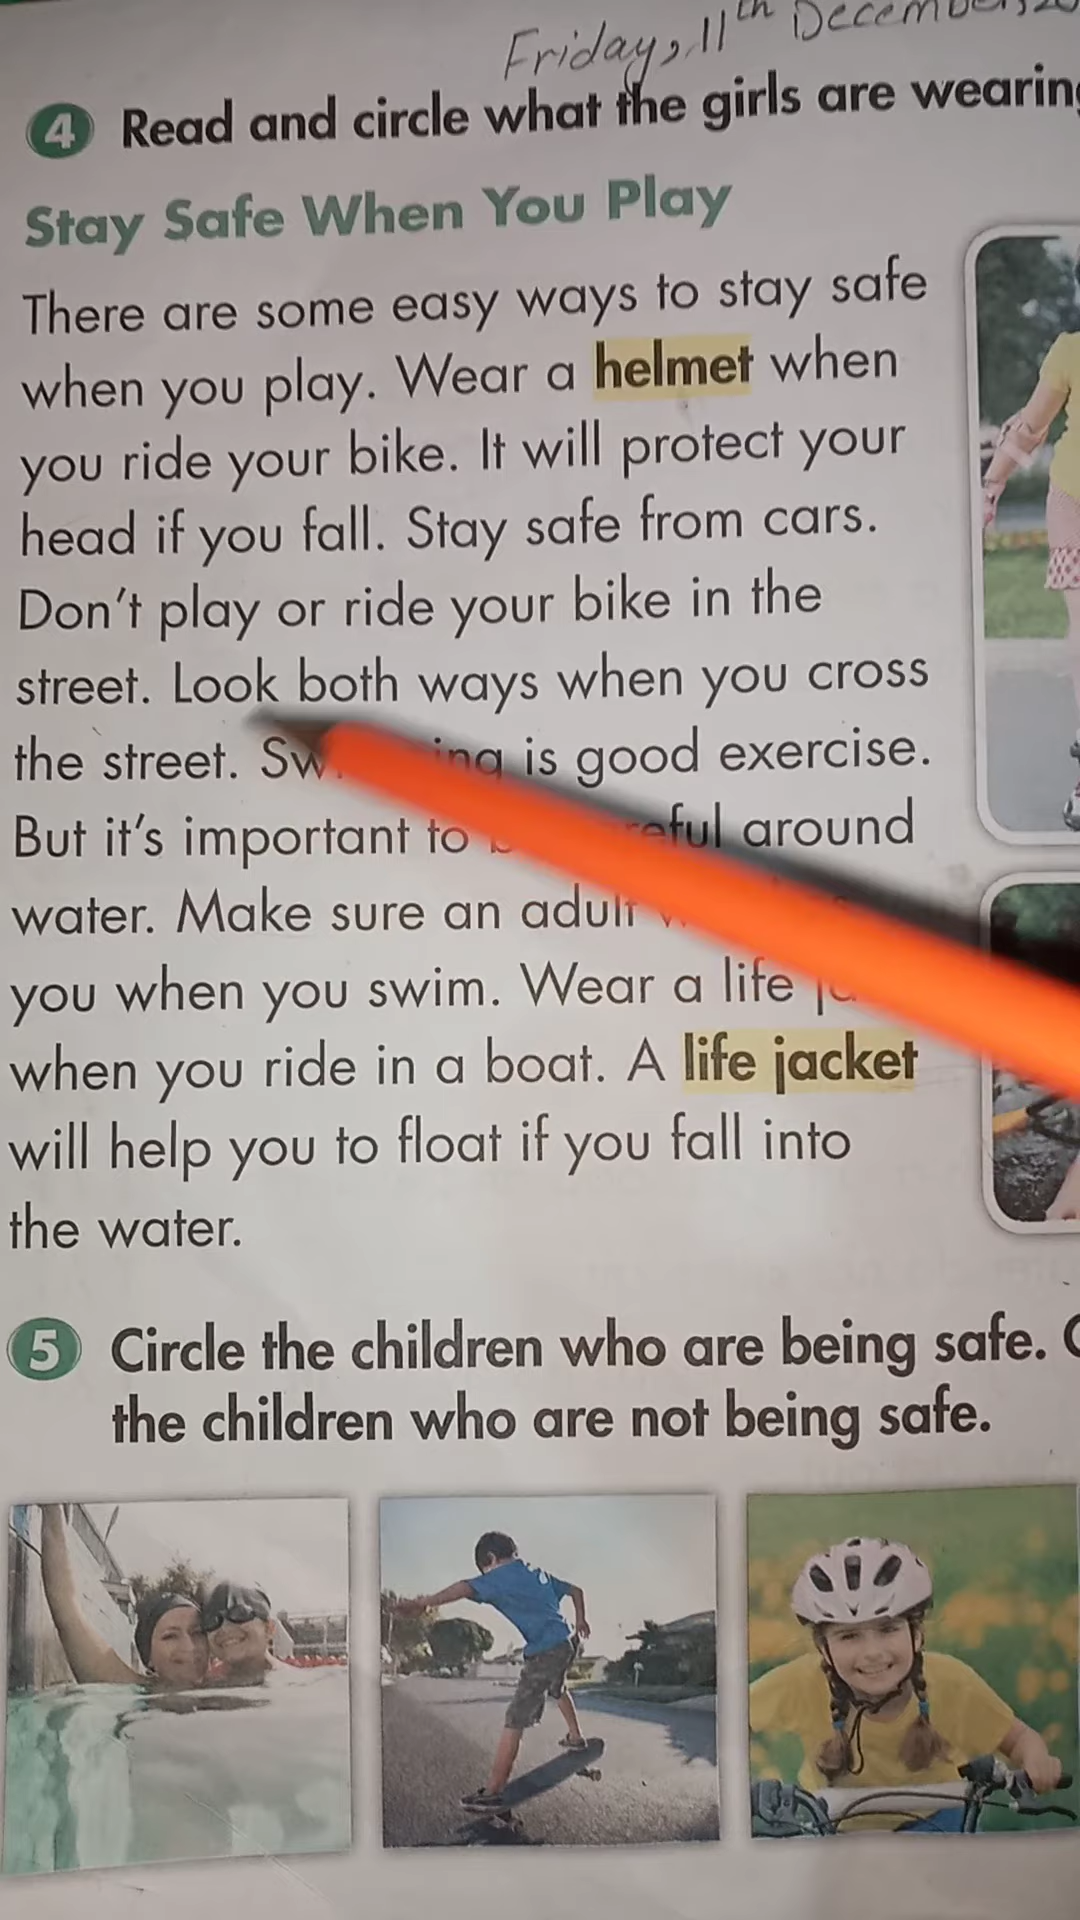 Friday, 11th December, 20
4 Read and circle what the girls are wearing
Stay Safe When You Play
There are some easy ways to stay safe
when you play. Wear a helmet when
you ride your bike. It will protect your
head if you fall. Stay safe from cars.
Don't play or ride your bike in the
street. Look both ways when you cross
the street. is good exercise.
But it's important to around
water. Make sure an adult
you when you swim. Wear a life
when you ride in a boat. A life jacket
will help you to float if you fall into
the water.
5 Circle the children who are being safe.
the children who are not being safe.